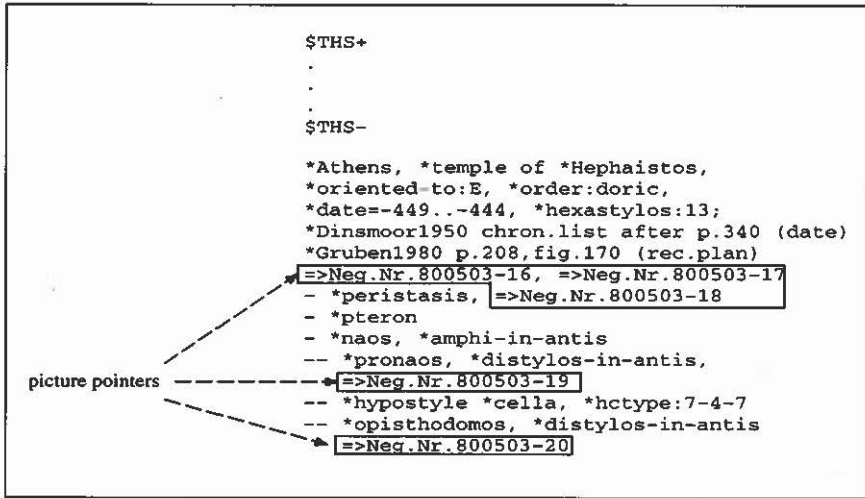 $THS+
.
.
.
$THS-
*Athens, *temple of *Hephaistos,
*oriented-to:E, *order:doric,
*date=-449..-444, *hexastylos:13;
*Dinsmoor1950 chron.list after p.340 (date)
*Gruben1980 p.208,fig.170 (rec.plan)
=>Neg.Nr.800503-16, =>Neg.Nr.800503-17
- *peristasis, =>Neg.Nr.800503-18
- *pteron
- *naos, *amphi-in-antis
-- *pronaos, *distylos-in-antis,
picture pointers
=>Neg.Nr.800503-19
-- *hypostyle *cella, *hctype:7-4-7
-- *opisthodomos, *distylos-in-antis
=>Neg.Nr.800503-20